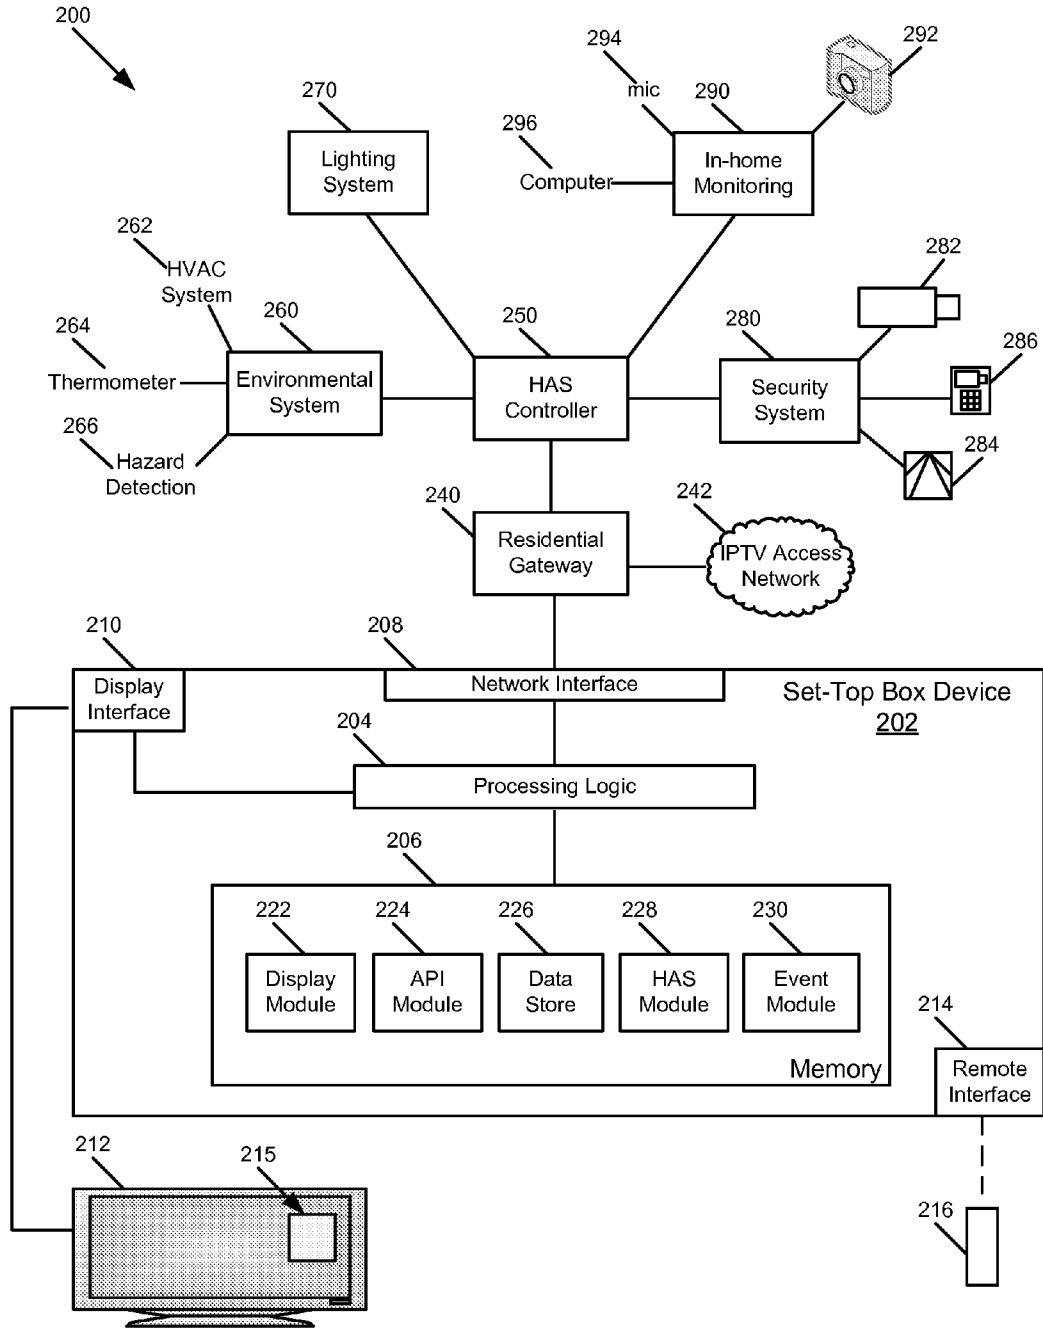 200
294
292
mic
290
270
296
Lighting
System
Computer
In-home
Monitoring
262
HVAC
System
282
264
260
250
280
286
Thermometer
Environmental
System
HAS
Controller
Security
System
266
Hazard
Detection
284
240
242
Residential
Gateway
IPTV Access
Network
210
208
Display
Interface
Network Interface
Set-Top Box Device
202
204
Processing Logic
206
222
224
226
228
230
Display
Module
API
Module
Data
Store
HAS
Module
Event
Module
214
Memory
Remote
Interface
212
215
216